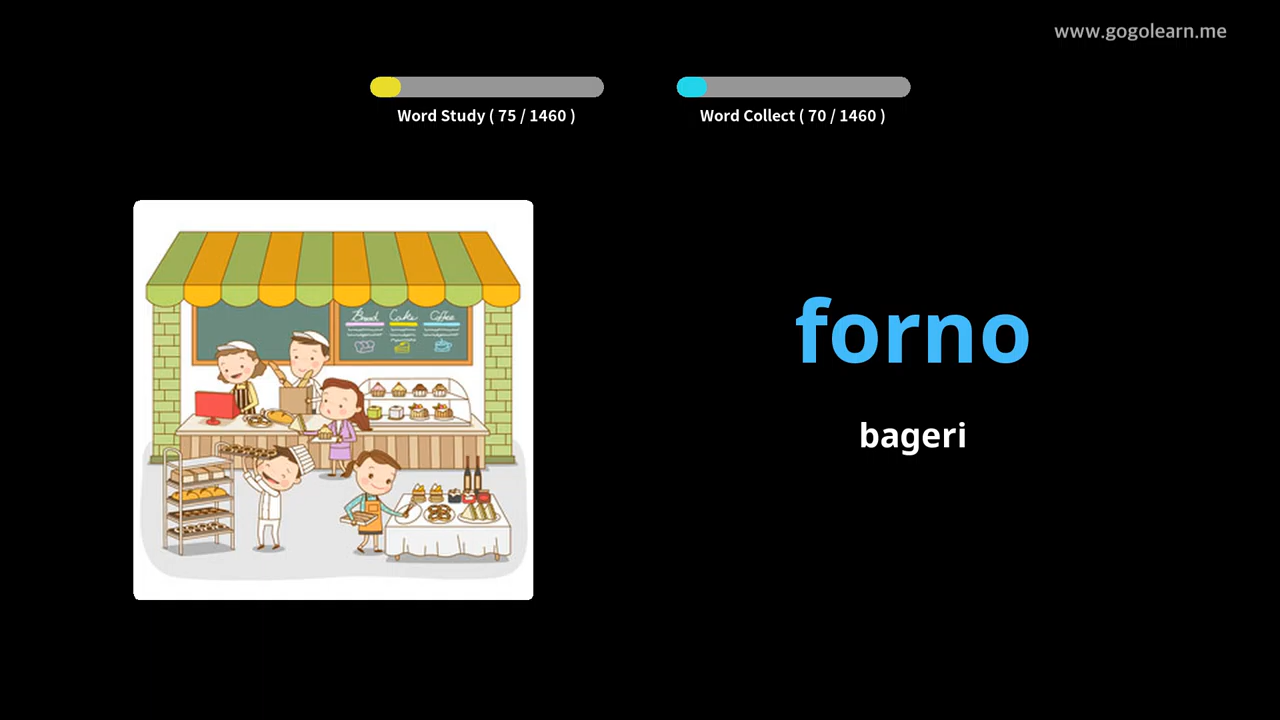 www.gogolearn.me
Word Study ( 75 / 1460 )
Word Collect ( 70 / 1460 )
Bread Cake Coffee
forno
bageri